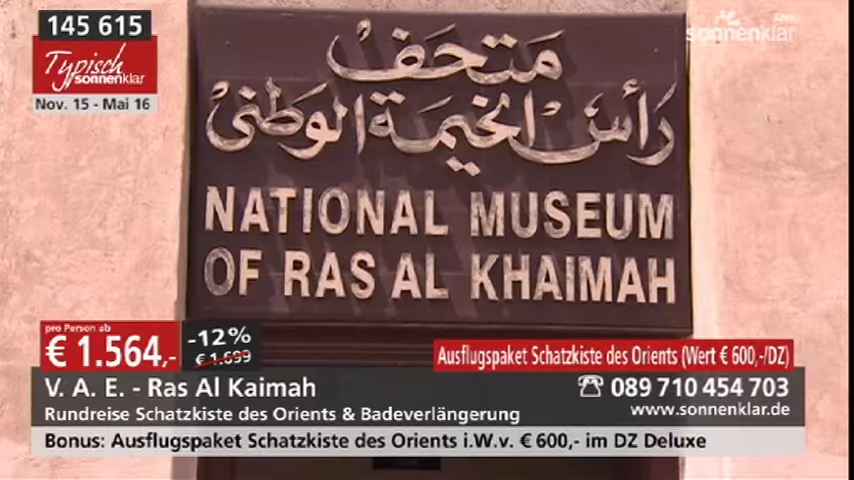 145 615
Typisch
sonnenklar
Nov. 15 - Mai 16
sonnenklar
متحف
رأس الخيمة الوطني
NATIONAL MUSEUM
OF RAS AL KHAIMAH
pro Person ab
€ 1.564,-
-12%
€ 1.699
Ausflugspaket Schatzkiste des Orients (Wert € 600,-/DZ)
V. A. E. - Ras Al Kaimah
089 710 454 703
Rundreise Schatzkiste des Orients & Badeverlängerung
www.sonnenklar.de
Bonus: Ausflugspaket Schatzkiste des Orients i.W.v. € 600,- im DZ Deluxe